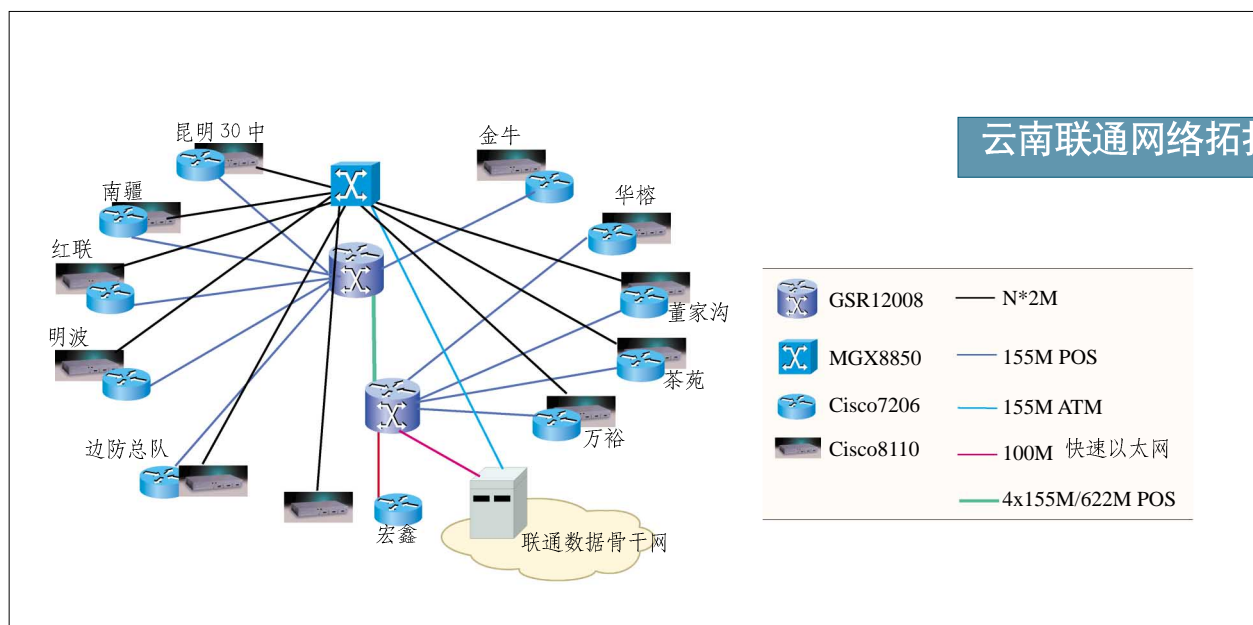 昆明 30 中
金牛
云南联通网络拓
南疆
华榕
红联
董家沟
明波
茶苑
万裕
边防总队
宏鑫
联通数据骨干网
GSR12008
N*2M
MGX8850
155M POS
Cisco7206
155M ATM
Cisco8110
100M 快速以太网
4x155M/622M POS